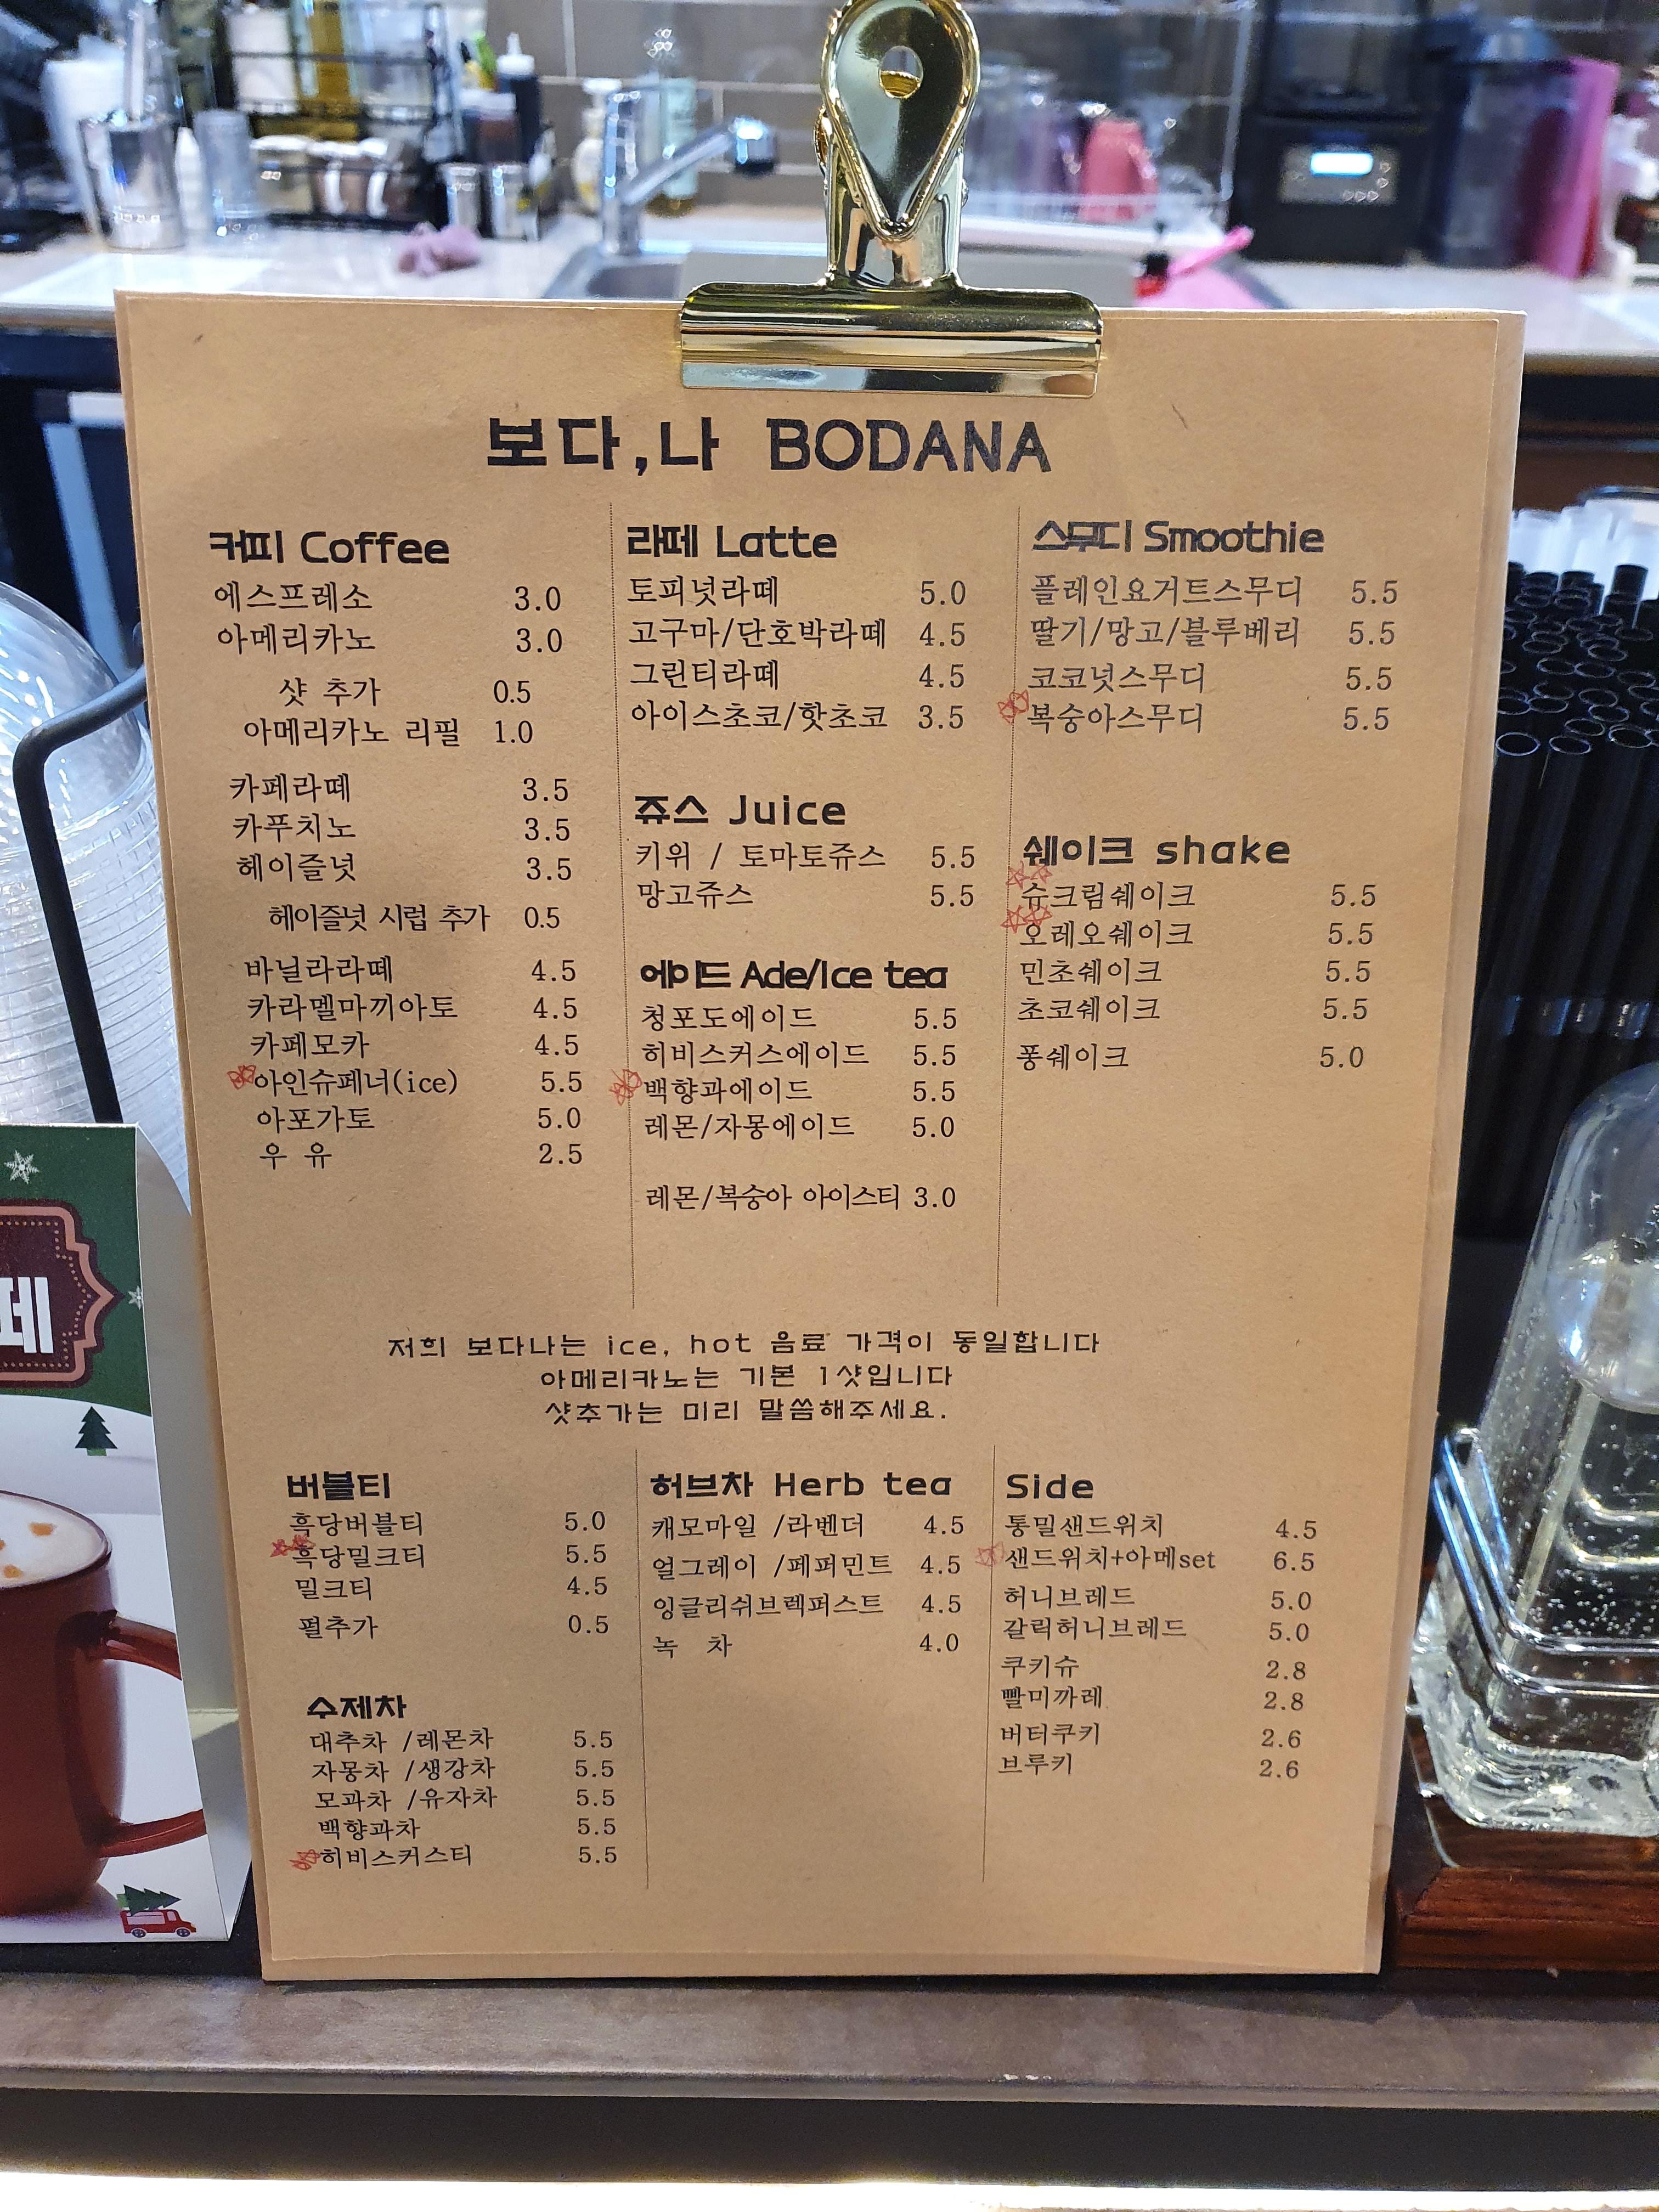 보다,나 BODANA
커피 Coffee
에스프레소 3.0
아메리카노 3.0
샷 추가 0.5
아메리카노 리필 1.0
카페라떼 3.5
카푸치노 3.5
헤이즐넛 3.5
헤이즐넛 시럽 추가 0.5
바닐라라떼 4.5
카라멜마끼아토 4.5
카페모카 4.5
아인슈페너(ice) 5.5
아포가토 5.0
우 유 2.5
라떼 Latte
토피넛라떼 5.0
고구마/단호박라떼 4.5
그린티라떼 4.5
아이스초코/핫초코 3.5
쥬스 Juice
키위 / 토마토쥬스 5.5
망고쥬스 5.5
에이드 Ade/Ice tea
청포도에이드 5.5
히비스커스에이드 5.5
백향과에이드 5.5
레몬/자몽에이드 5.0
레몬/복숭아 아이스티 3.0
스무디 Smoothie
플레인요거트스무디 5.5
딸기/망고/블루베리 5.5
코코넛스무디 5.5
복숭아스무디 5.5
쉐이크 shake
슈크림쉐이크 5.5
오레오쉐이크 5.5
민초쉐이크 5.5
초코쉐이크 5.5
퐁쉐이크 5.0
저희 보다나는 ice, hot 음료 가격이 동일합니다
아메리카노는 기본 1샷입니다
샷추가는 미리 말씀해주세요.
버블티
흑당버블티 5.0
흑당밀크티 5.5
밀크티 4.5
펄추가 0.5
수제차
대추차 /레몬차 5.5
자몽차 /생강차 5.5
모과차 /유자차 5.5
백향과차 5.5
히비스커스티 5.5
허브차 Herb tea
캐모마일 /라벤더 4.5
얼그레이 /페퍼민트 4.5
잉글리쉬브렉퍼스트 4.5
녹 차 4.0
Side
통밀샌드위치 4.5
샌드위치+아메set 6.5
허니브레드 5.0
갈릭허니브레드 5.0
쿠키슈 2.8
빨미까레 2.8
버터쿠키 2.6
브루키 2.6